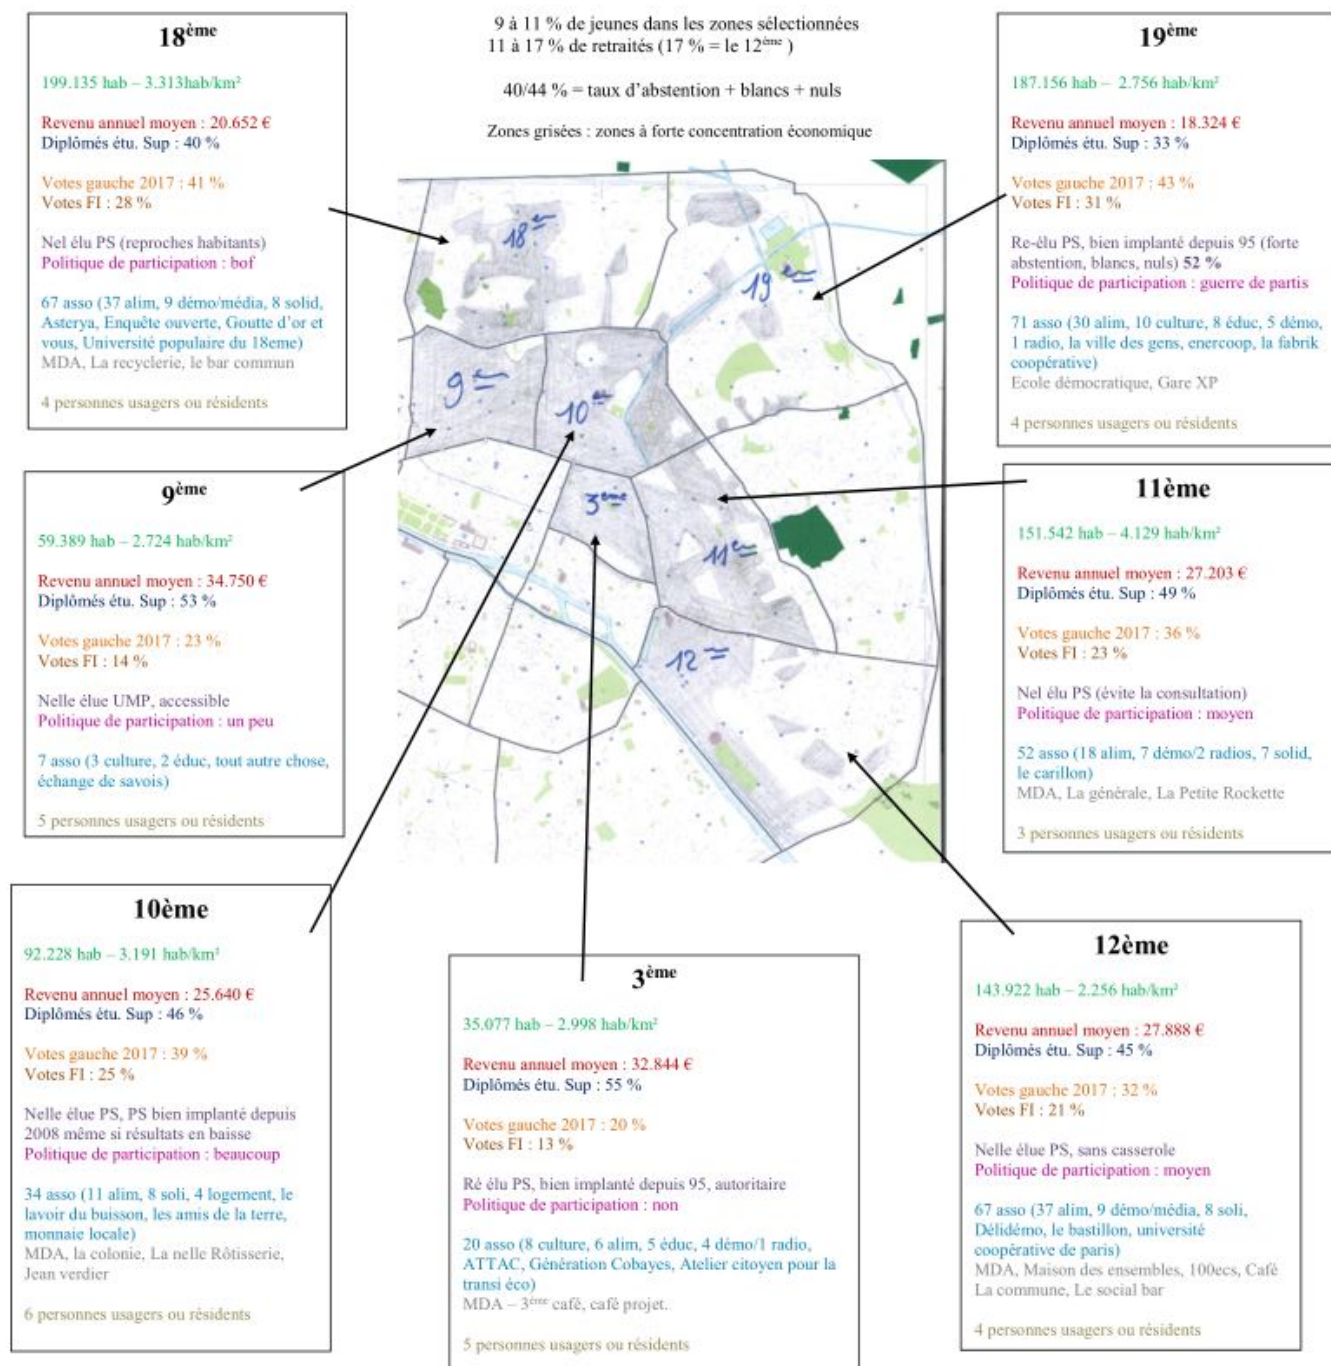 9 à 11 % de jeunes dans les zones sélectionnées
11 à 17 % de retraités (17 % = le 12ème )
40/44 % = taux d'abstention + blancs + nuls
Zones grisées : zones à forte concentration économique
18ème
199.135 hab – 3.313hab/km²
Revenu annuel moyen : 20.652 €
Diplômés étu. Sup : 40 %
Votes gauche 2017 : 41 %
Votes FI : 28 %
Nel élu PS (reproches habitants)
Politique de participation : bof
67 asso (37 alim, 9 démo/média, 8 solid,
Asterya, Enquête ouverte, Goutte d'or et
vous, Université populaire du 18eme)
MDA, La recyclerie, le bar commun
4 personnes usagers ou résidents
19ème
187.156 hab – 2.756 hab/km²
Revenu annuel moyen : 18.324 €
Diplômés étu. Sup : 33 %
Votes gauche 2017 : 43 %
Votes FI : 31 %
Re-élu PS, bien implanté depuis 95 (forte
abstention, blancs, nuls) 52 %
Politique de participation : guerre de partis
71 asso (30 alim, 10 culture, 8 éduc, 5 démo,
1 radio, la ville des gens, enercoop, la fabrik
coopérative)
Ecole démocratique, Gare XP
4 personnes usagers ou résidents
18e
19e
9e
10e
3ème
11e
12e
9ème
59.389 hab – 2.724 hab/km²
Revenu annuel moyen : 34.750 €
Diplômés étu. Sup : 53 %
Votes gauche 2017 : 23 %
Votes FI : 14 %
Nelle élue UMP, accessible
Politique de participation : un peu
7 asso (3 culture, 2 éduc, tout autre chose,
échange de savois)
5 personnes usagers ou résidents
11ème
151.542 hab – 4.129 hab/km²
Revenu annuel moyen : 27.203 €
Diplômés étu. Sup : 49 %
Votes gauche 2017 : 36 %
Votes FI : 23 %
Nel élu PS (évite la consultation)
Politique de participation : moyen
52 asso (18 alim, 7 démo/2 radios, 7 solid,
le carillon)
MDA, La générale, La Petite Rockette
3 personnes usagers ou résidents
10ème
92.228 hab – 3.191 hab/km²
Revenu annuel moyen : 25.640 €
Diplômés étu. Sup : 46 %
Votes gauche 2017 : 39 %
Votes FI : 25 %
Nelle élue PS, PS bien implanté depuis
2008 même si résultats en baisse
Politique de participation : beaucoup
34 asso (11 alim, 8 soli, 4 logement, le
lavoir du buisson, les amis de la terre,
monnaie locale)
MDA, la colonie, La nelle Rôtisserie,
Jean verdier
6 personnes usagers ou résidents
3ème
35.077 hab – 2.998 hab/km²
Revenu annuel moyen : 32.844 €
Diplômés étu. Sup : 55 %
Votes gauche 2017 : 20 %
Votes FI : 13 %
Ré élu PS, bien implanté depuis 95, autoritaire
Politique de participation : non
20 asso (8 culture, 6 alim, 5 éduc, 4 démo/1 radio,
ATTAC, Génération Cobayes, Atelier citoyen pour la
transi éco)
MDA – 3ème café, café projet.
5 personnes usagers ou résidents
12ème
143.922 hab – 2.256 hab/km²
Revenu annuel moyen : 27.888 €
Diplômés étu. Sup : 45 %
Votes gauche 2017 : 32 %
Votes FI : 21 %
Nelle élue PS, sans casserole
Politique de participation : moyen
67 asso (37 alim, 9 démo/média, 8 soli,
Délidémo, le bastillon, université
coopérative de paris)
MDA, Maison des ensembles, 100ecs, Café
La commune, Le social bar
4 personnes usagers ou résidents